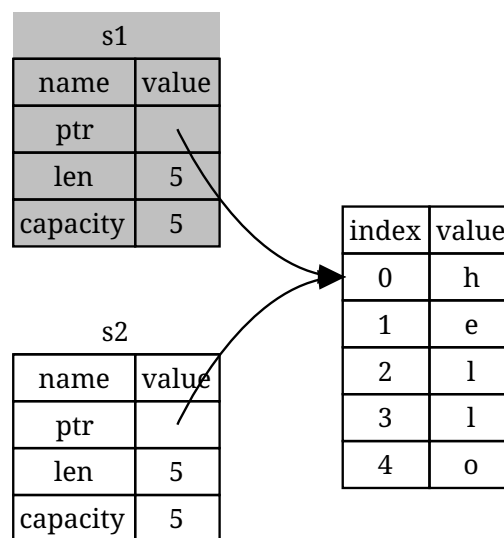 s1
name value
ptr
len 5
capacity 5
s2
name value
ptr
len 5
capacity 5
index value
0 h
1 e
2 l
3 l
4 o